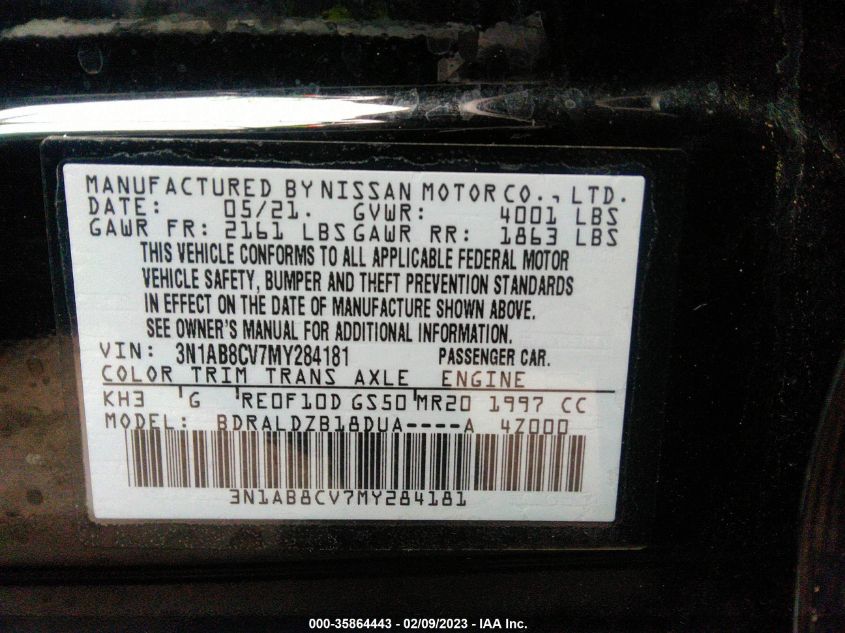 MANUFACTURED BY NISSAN MOTOR CO., LTD.
DATE: 05/21. GVWR: 4001 LBS
GAWR FR: 2161 LBS GAWR RR: 1863 LBS
THIS VEHICLE CONFORMS TO ALL APPLICABLE FEDERAL MOTOR
VEHICLE SAFETY, BUMPER AND THEFT PREVENTION STANDARDS
IN EFFECT ON THE DATE OF MANUFACTURE SHOWN ABOVE.
SEE OWNER'S MANUAL FOR ADDITIONAL INFORMATION.
VIN: 3N1AB8CV7MY284181 PASSENGER CAR.
COLOR TRIM TRANS AXLE ENGINE
KH3 G RE0F10D GS50 MR20 1997 CC
MODEL: BDRALDZB18DUA----A 4Z000
3N1AB8CV7MY284181
000-35864443 - 02/09/2023 - IAA Inc.